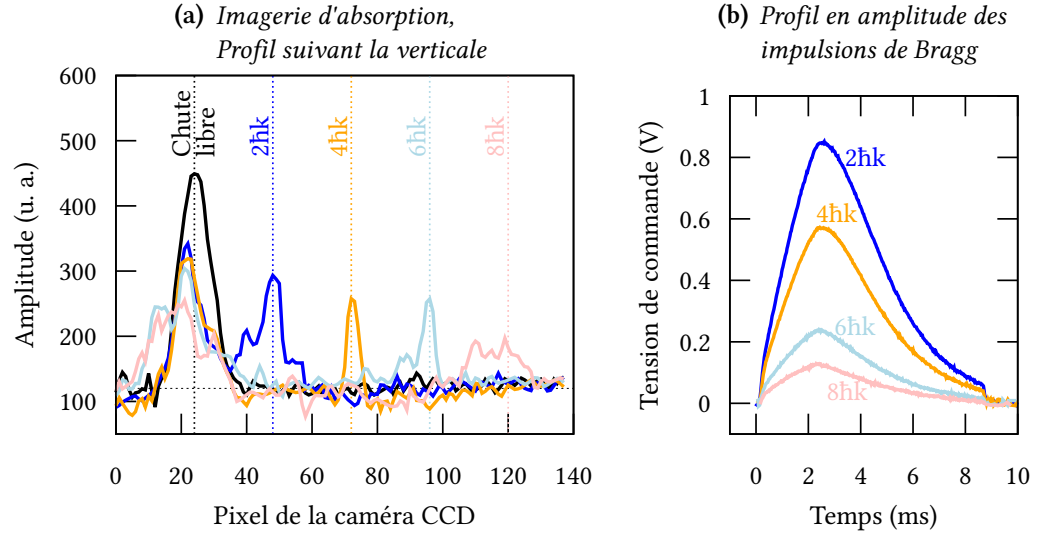 (a) Imagerie d'absorption,
Profil suivant la verticale
600
500
400
300
200
100
0
20
40
60
80
100
120
140
Amplitude (u. a.)
Pixel de la caméra CCD
Chute
libre
2ħk
4ħk
6ħk
8ħk
(b) Profil en amplitude des
impulsions de Bragg
1
0.8
0.6
0.4
0.2
0
0
2
4
6
8
10
Tension de commande (V)
Temps (ms)
2ħk
4ħk
6ħk
8ħk